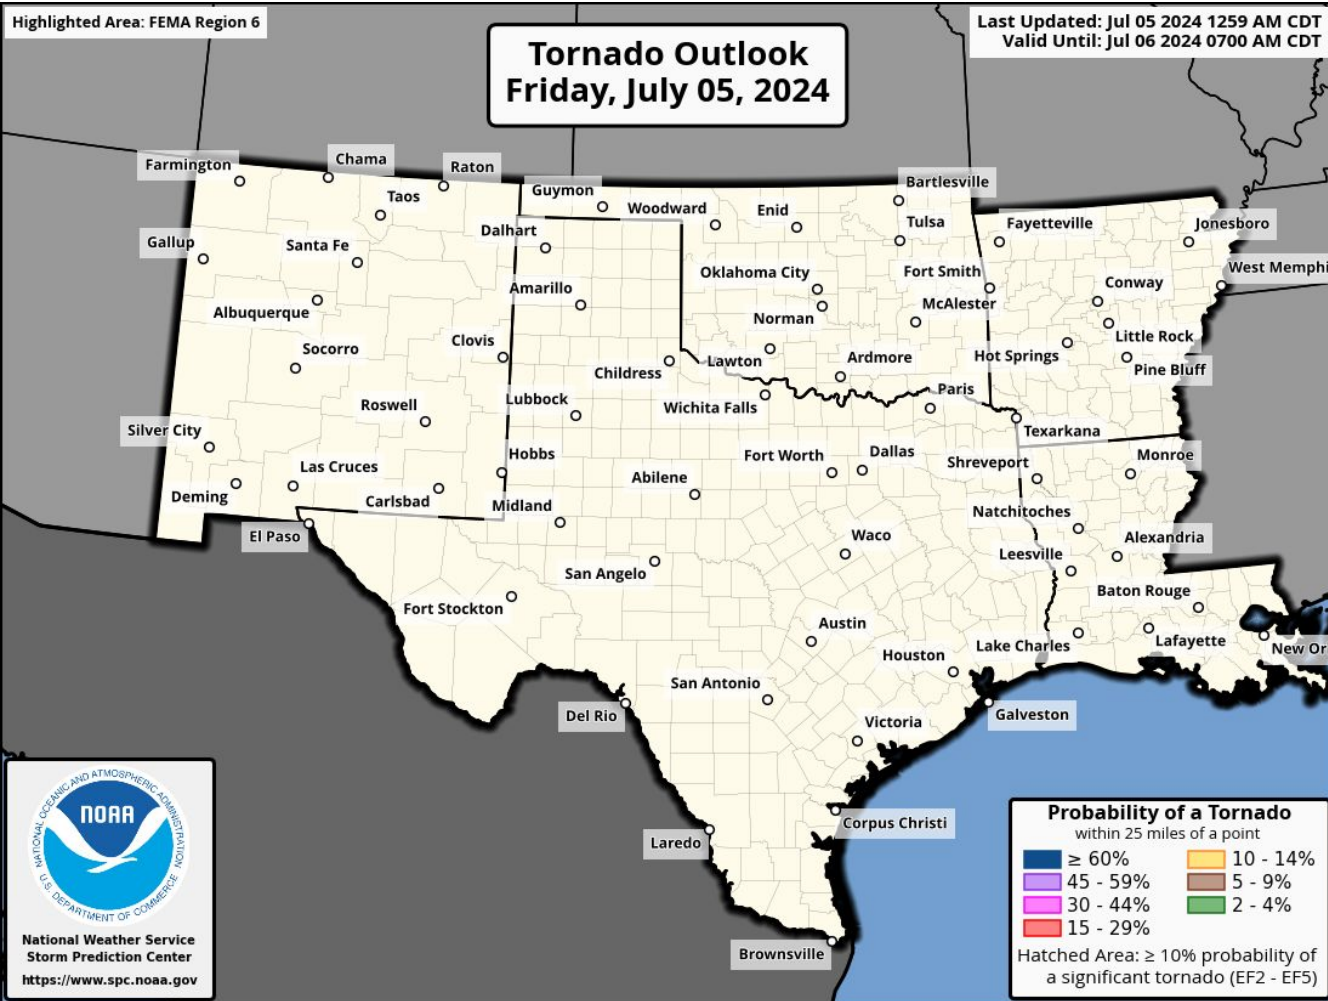 Highlighted Area: FEMA Region 6
Last Updated: Jul 05 2024 1259 AM CDT
Valid Until: Jul 06 2024 0700 AM CDT
Tornado Outlook
Friday, July 05, 2024
Farmington
Chama
Raton
Taos
Guymon
Woodward
Enid
Bartlesville
Tulsa
Fayetteville
Jonesboro
Gallup
Santa Fe
Dalhart
Oklahoma City
Fort Smith
West Memphi
Amarillo
McAlester
Conway
Albuquerque
Norman
Little Rock
Socorro
Clovis
Childress
Lawton
Ardmore
Hot Springs
Pine Bluff
Roswell
Lubbock
Wichita Falls
Paris
Texarkana
Silver City
Las Cruces
Hobbs
Abilene
Fort Worth
Dallas
Shreveport
Monroe
Deming
Carlsbad
Midland
Natchitoches
El Paso
Waco
Leesville
Alexandria
San Angelo
Baton Rouge
Fort Stockton
Austin
Houston
Lake Charles
Lafayette
New Or
San Antonio
Del Rio
Victoria
Galveston
Corpus Christi
Laredo
Brownsville
NATIONAL OCEANIC AND ATMOSPHERIC ADMINISTRATION
NOAA
U.S. DEPARTMENT OF COMMERCE
National Weather Service
Storm Prediction Center
https://www.spc.noaa.gov
Probability of a Tornado
within 25 miles of a point
≥ 60%
45 - 59%
30 - 44%
15 - 29%
10 - 14%
5 - 9%
2 - 4%
Hatched Area: ≥ 10% probability of
a significant tornado (EF2 - EF5)